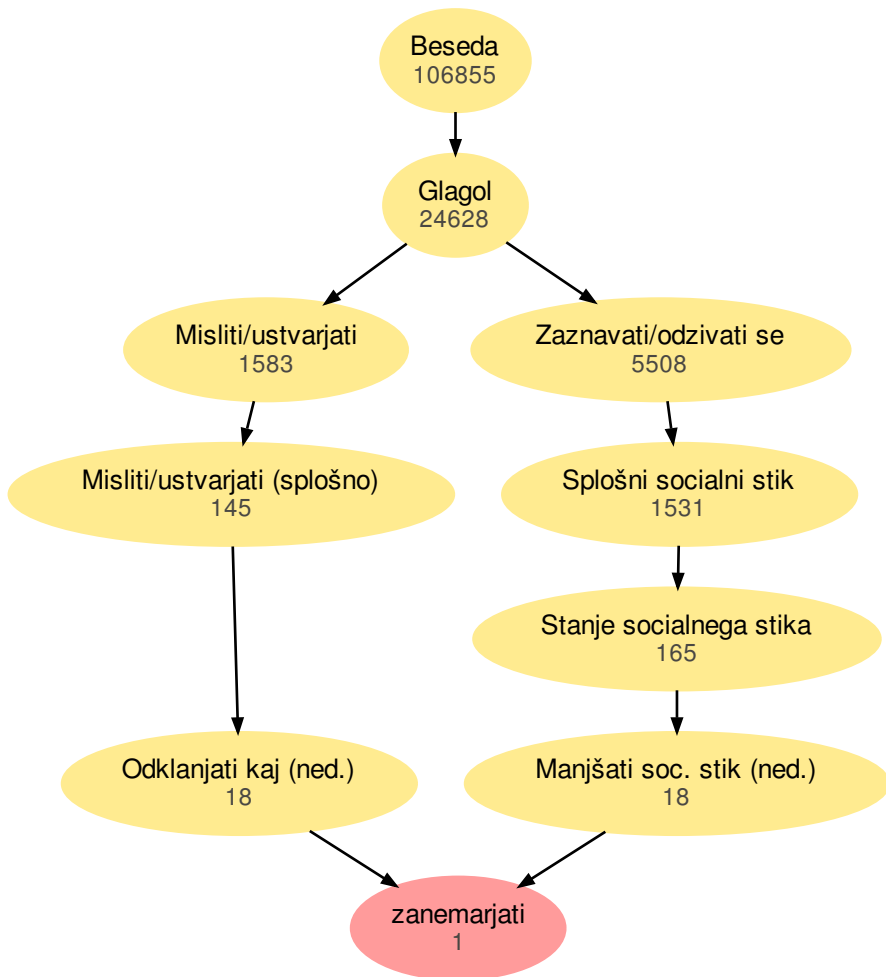 Beseda
106855
Glagol
24628
Misliti/ustvarjati
1583
Zaznavati/odzivati se
5508
Misliti/ustvarjati (splošno)
145
Splošni socialni stik
1531
Stanje socialnega stika
165
Odklanjati kaj (ned.)
18
Manjšati soc. stik (ned.)
18
zanemarjati
1